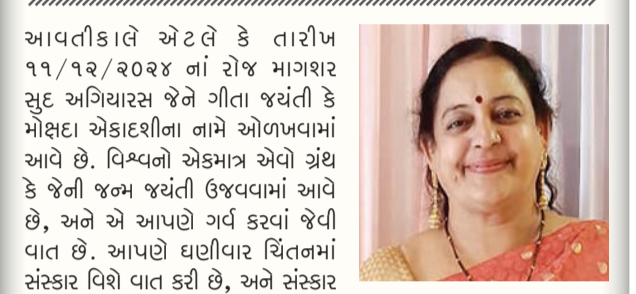 આવતીકાલે એટલે કે તારીખ
૧૧/૧૨/૨૦૨૪ નાં રોજ માગશર
સુદ અગિયારસ જેને ગીતા જયંતી કે
મોક્ષદા એકાદશીના નામે ઓળખવામાં
આવે છે. વિશ્વનો એકમાત્ર એવો ગ્રંથ
કે જેની જન્મ જયંતી ઉજવવામાં આવે
છે, અને એ આપણે ગર્વ કરવાં જેવી
વાત છે. આપણે ઘણીવાર ચિંતનમાં
સંસ્કાર વિશે વાત કરી છે, અને સંસ્કાર